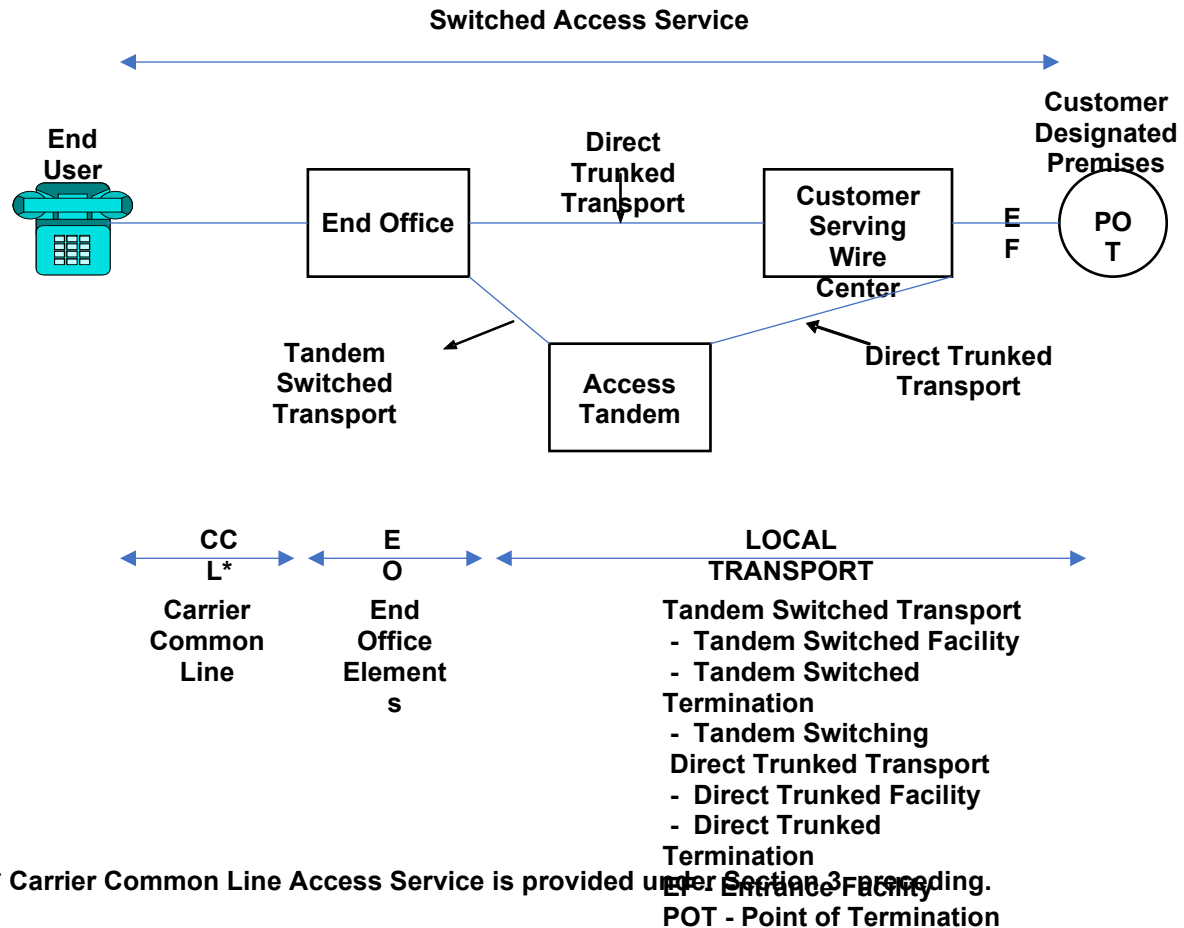 Switched Access Service
Customer
Designated
Premises
End
User
Direct
Trunked
Transport
End Office
Customer
Serving
Wire
Center
E
F
PO
T
Tandem
Switched
Transport
Access
Tandem
Direct Trunked
Transport
CC
L*
E
O
LOCAL
TRANSPORT
Carrier
Common
Line
End
Office
Element
s
Tandem Switched Transport
- Tandem Switched Facility
- Tandem Switched
Termination
- Tandem Switching
Direct Trunked Transport
- Direct Trunked Facility
- Direct Trunked
Termination
EF - Entrance Facility
POT - Point of Termination
* Carrier Common Line Access Service is provided under Section 3, preceding.